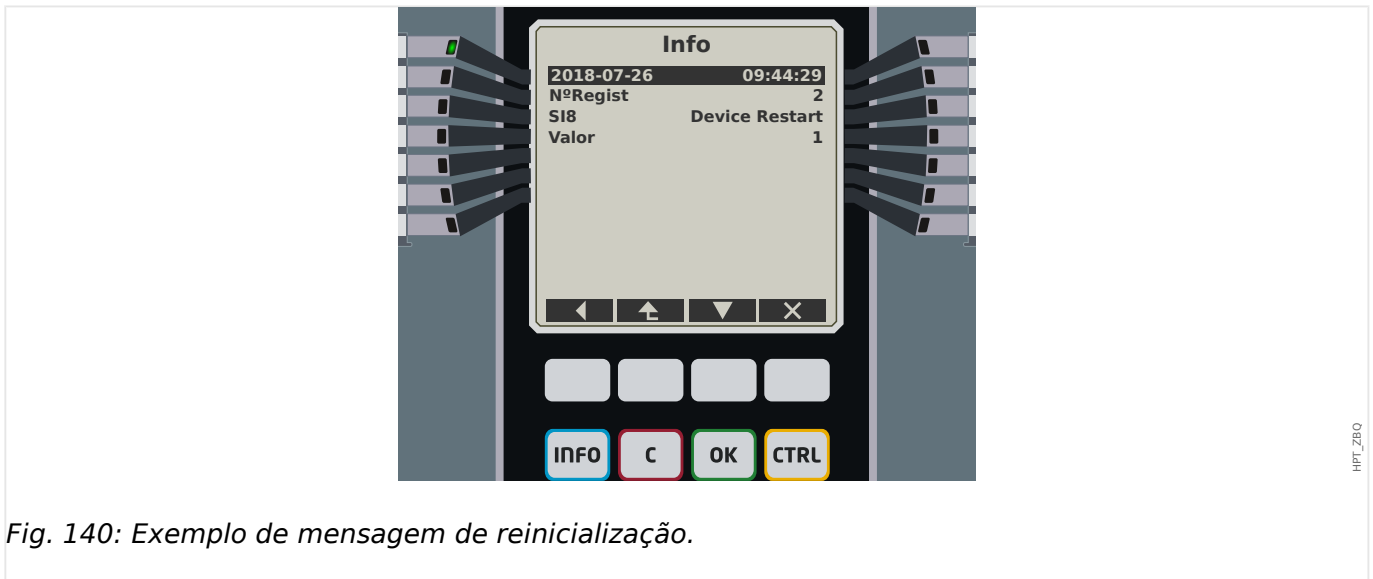 Info
2018-07-26 09:44:29
NºRegist 2
SI8 Device Restart
Valor 1
INFO C OK CTRL
HPT_ZBQ
Fig. 140: Exemplo de mensagem de reinicialização.